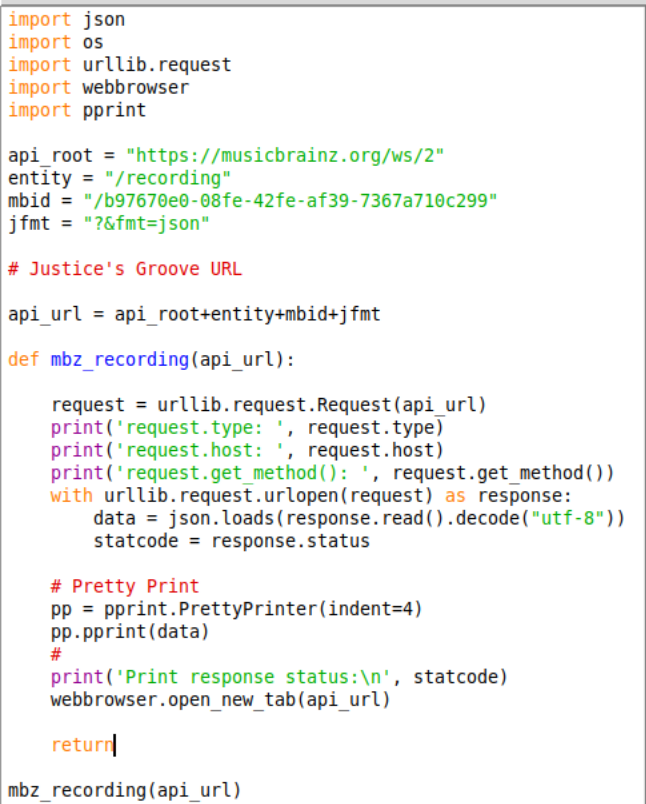 import json
import os
import urllib.request
import webbrowser
import pprint

api_root = "https://musicbrainz.org/ws/2"
entity = "/recording"
mbid = "/b97670e0-08fe-42fe-af39-7367a710c299"
jfmt = "?&fmt=json"

# Justice's Groove URL

api_url = api_root+entity+mbid+jfmt

def mbz_recording(api_url):

    request = urllib.request.Request(api_url)
    print('request.type: ', request.type)
    print('request.host: ', request.host)
    print('request.get_method(): ', request.get_method())
    with urllib.request.urlopen(request) as response:
        data = json.loads(response.read().decode("utf-8"))
        statcode = response.status

    # Pretty Print
    pp = pprint.PrettyPrinter(indent=4)
    pp.pprint(data)
    #
    print('Print response status:\n', statcode)
    webbrowser.open_new_tab(api_url)

    return

mbz_recording(api_url)